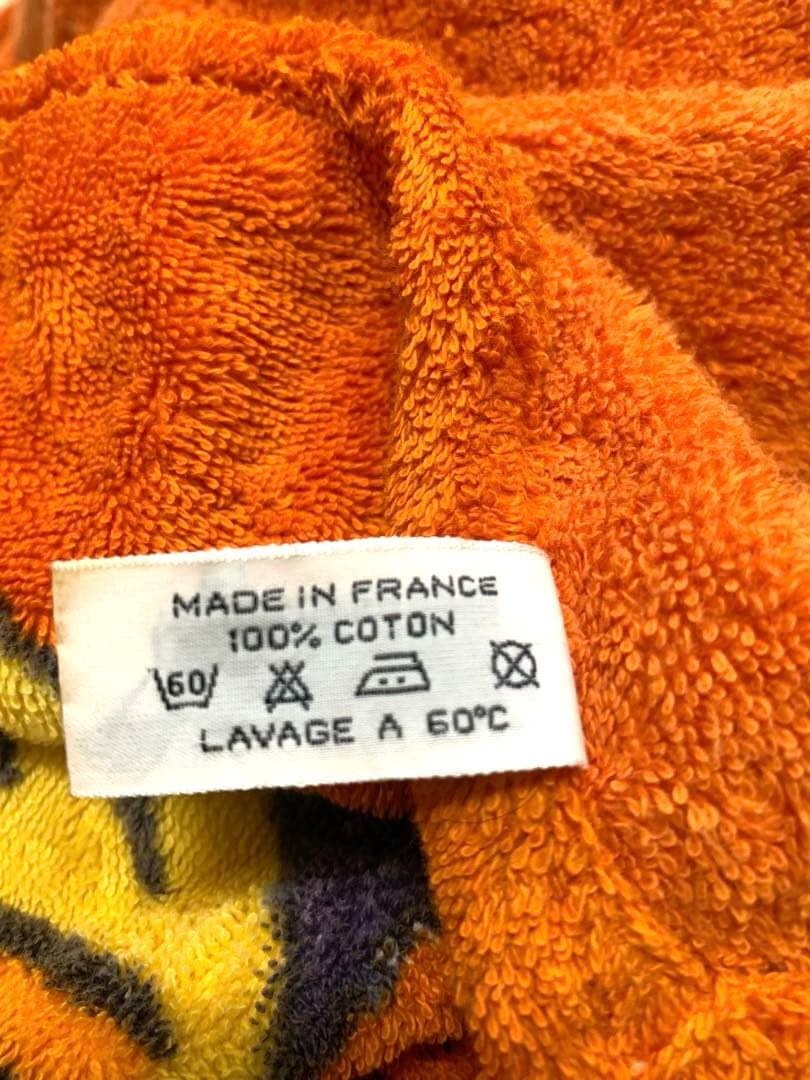 MADE IN FRANCE
100% COTON
60
LAVAGE A 60°C